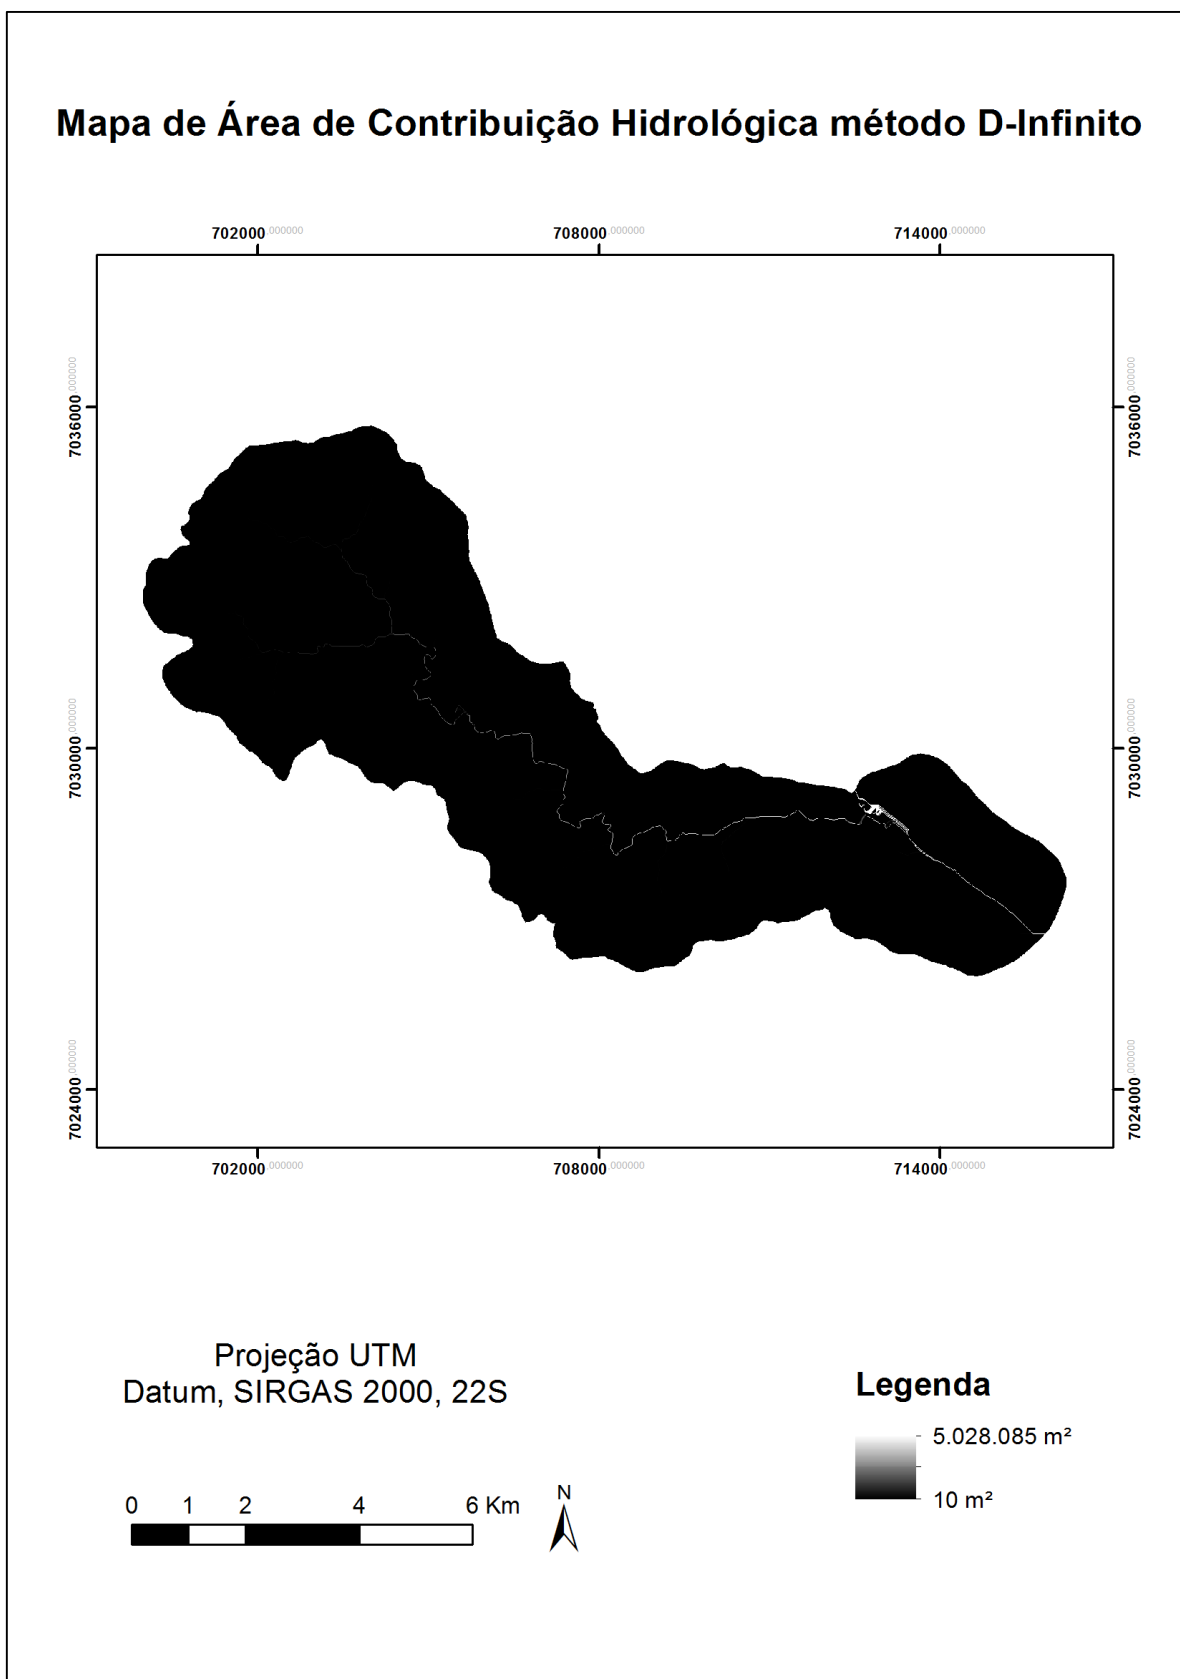 Mapa de Área de Contribuição Hidrológica método D-Infinito
702000,000000 708000,000000 714000,000000
7036000,000000 7036000,000000
7030000,000000 7030000,000000
7024000,000000 7024000,000000
702000,000000 708000,000000 714000,000000
Projeção UTM
Datum, SIRGAS 2000, 22S
Legenda
5.028.085 m²
10 m²
0 1 2 4 6 Km
N